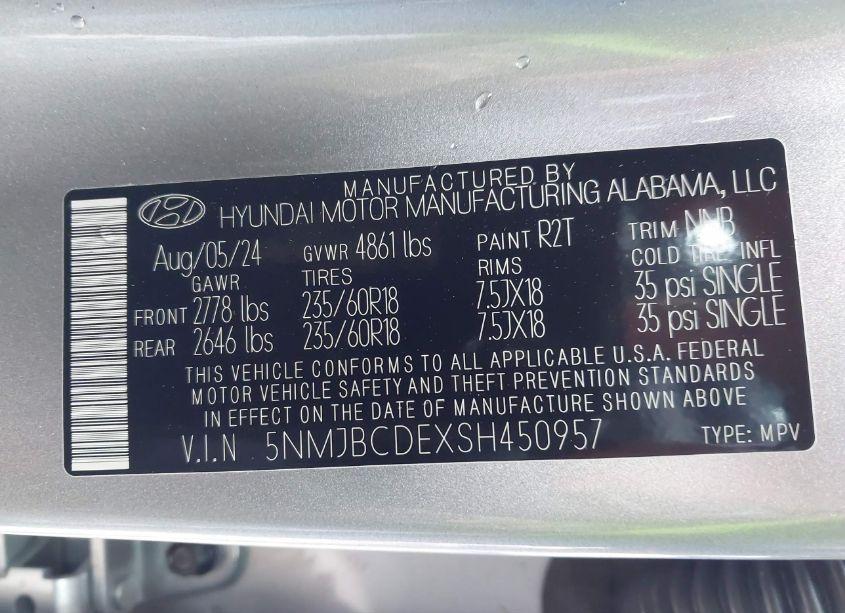 MANUFACTURED BY
HYUNDAI MOTOR MANUFACTURING ALABAMA, LLC
Aug/05/24 GVWR 4861 lbs PAINT R2T TRIM NNB
GAWR TIRES RIMS COLD TIRE INFL
FRONT 2778 lbs 235/60R18 7.5JX18 35 psi SINGLE
REAR 2646 lbs 235/60R18 7.5JX18 35 psi SINGLE
THIS VEHICLE CONFORMS TO ALL APPLICABLE U.S.A. FEDERAL
MOTOR VEHICLE SAFETY AND THEFT PREVENTION STANDARDS
IN EFFECT ON THE DATE OF MANUFACTURE SHOWN ABOVE
V.I.N 5NMJBCDEXSH450957 TYPE: MPV